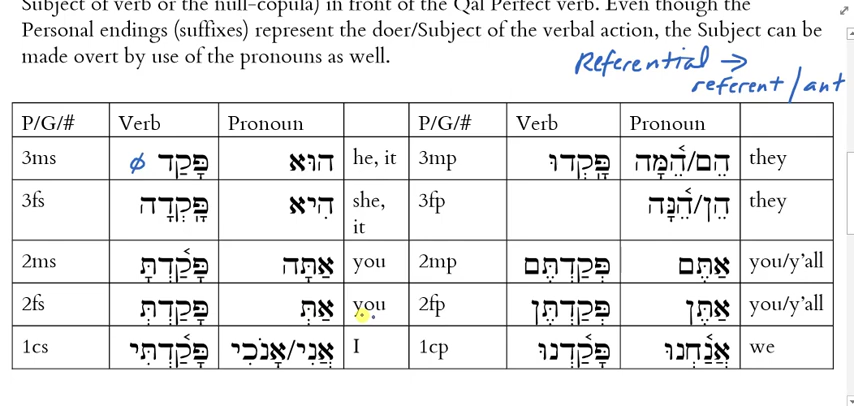 Subject of verb or the null-copula) in front of the Qal Perfect verb. Even though the
Personal endings (suffixes) represent the doer/Subject of the verbal action, the Subject can be
made overt by use of the pronouns as well.
Referential →
referent/ant
P/G/# Verb Pronoun P/G/# Verb Pronoun
3ms ϕ פָּקַד הוּא he, it 3mp פָּֽקְדוּ הֵם/הֵ֫מָּה they
3fs פָּֽקְדָה הִיא she, it 3fp הֵן/הֵ֫נָּה they
2ms פָּקַ֫דְתָּ אַתָּה you 2mp פְּקַדְתֶּם אַתֶּם you/y’all
2fs פָּקַדְתְּ אַתְּ you 2fp פְּקַדְתֶּן אַתֶּן you/y’all
1cs פָּקַ֫דְתִּי אֲנִי/אָנֹכִי I 1cp פָּקַ֫דְנוּ אֲנַ֫חְנוּ we